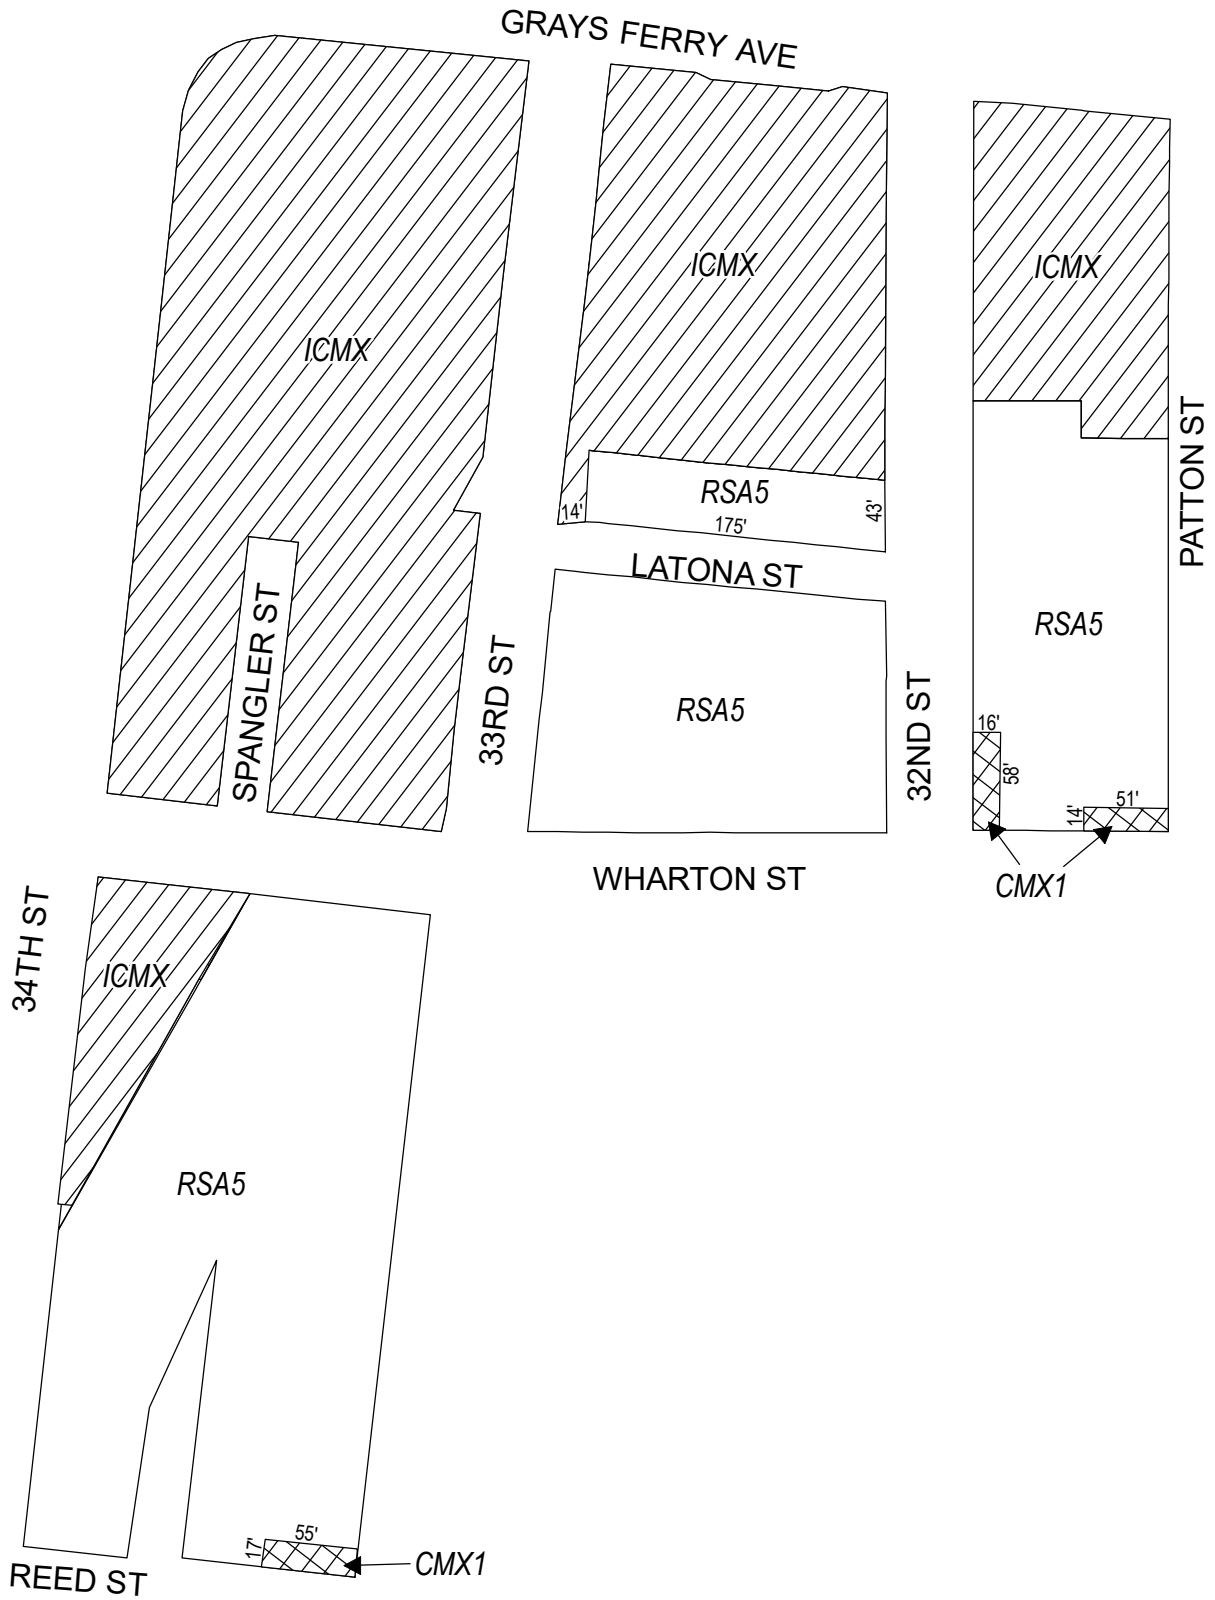 GRAYS FERRY AVE
ICMX
ICMX
ICMX
PATTON ST
RSA5
14'
175'
43'
LATONA ST
SPANGLER ST
33RD ST
RSA5
32ND ST
RSA5
16'
58'
51'
14'
WHARTON ST
CMX1
34TH ST
ICMX
RSA5
55'
17'
CMX1
REED ST